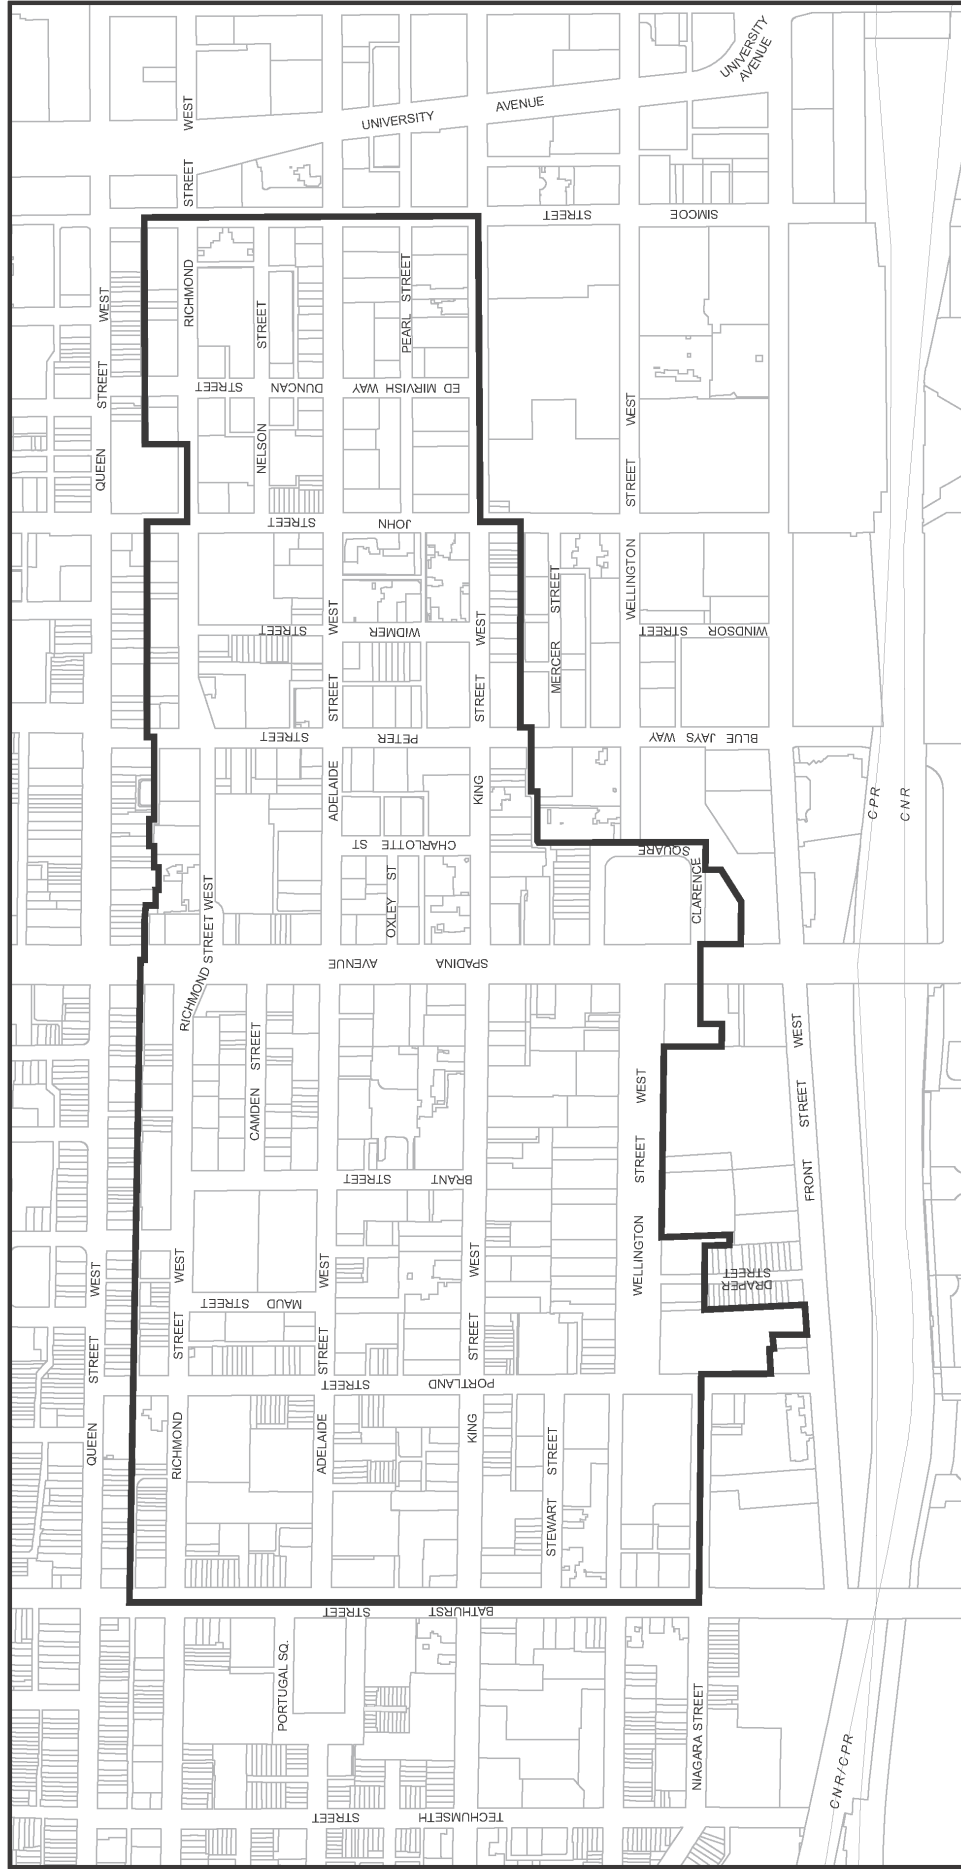 UNIVERSITY
AVENUE
UNIVERSITY AVENUE
SIMCOE STREET
QUEEN STREET WEST
RICHMOND STREET WEST
NELSON STREET
PEARL STREET
DUNCAN STREET
ED MIRVISH WAY
JOHN STREET
ADELAIDE STREET WEST
KING STREET WEST
MERCER STREET
WELLINGTON STREET WEST
WIDMER STREET
WINDSOR STREET
PETER STREET
BLUE JAYS WAY
CPR
CNR
CHARLOTTE ST
OXLEY ST
CLARENCE
SQUARE
SPADINA AVENUE
RICHMOND STREET WEST
CAMDEN STREET
FRONT STREET WEST
BRANT STREET
WELLINGTON STREET WEST
DRAPER
STREET
MAUD STREET
PORTLAND STREET
QUEEN STREET WEST
RICHMOND STREET WEST
ADELAIDE STREET WEST
KING STREET WEST
STEWART STREET
BATHURST STREET
PORTUGAL SQ.
NIAGARA STREET
CNR/CPR
TECHUMSETH STREET